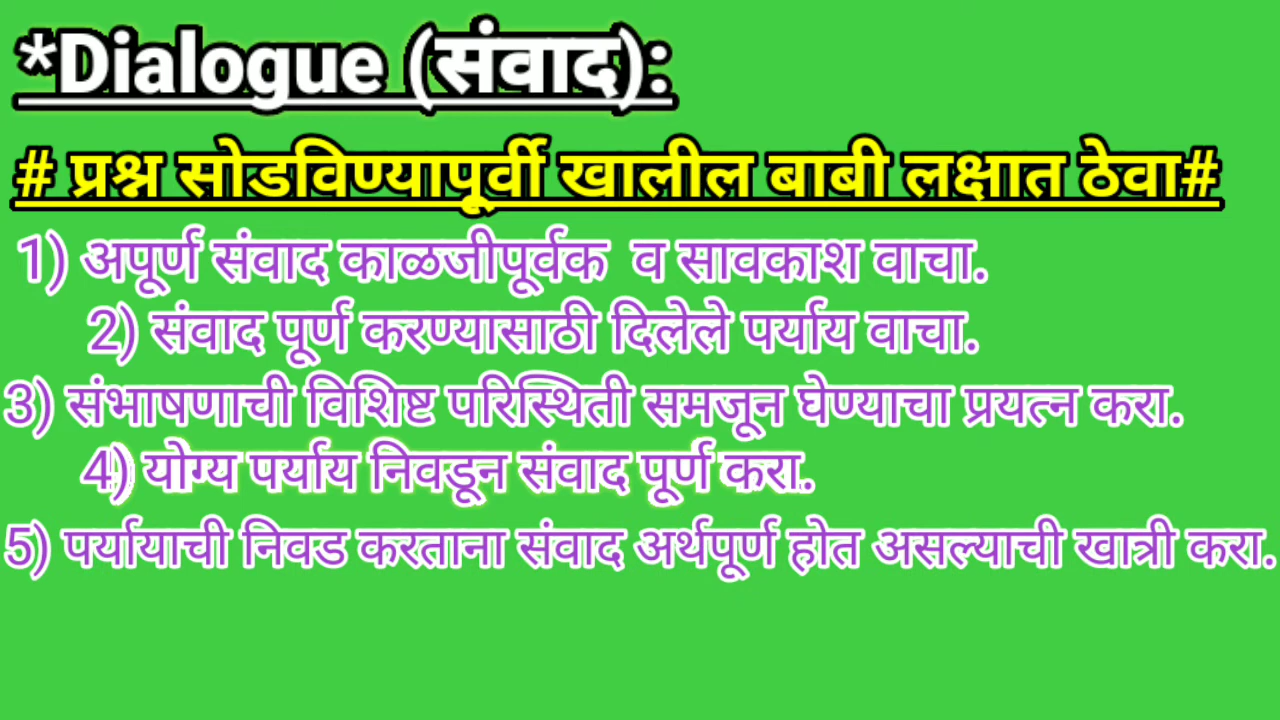 *Dialogue (संवाद):
# प्रश्न सोडविण्यापूर्वी खालील बाबी लक्षात ठेवा#
1) अपूर्ण संवाद काळजीपूर्वक व सावकाश वाचा.
2) संवाद पूर्ण करण्यासाठी दिलेले पर्याय वाचा.
3) संभाषणाची विशिष्ट परिस्थिती समजून घेण्याचा प्रयत्न करा.
4) योग्य पर्याय निवडून संवाद पूर्ण करा.
5) पर्यायाची निवड करताना संवाद अर्थपूर्ण होत असल्याची खात्री करा.